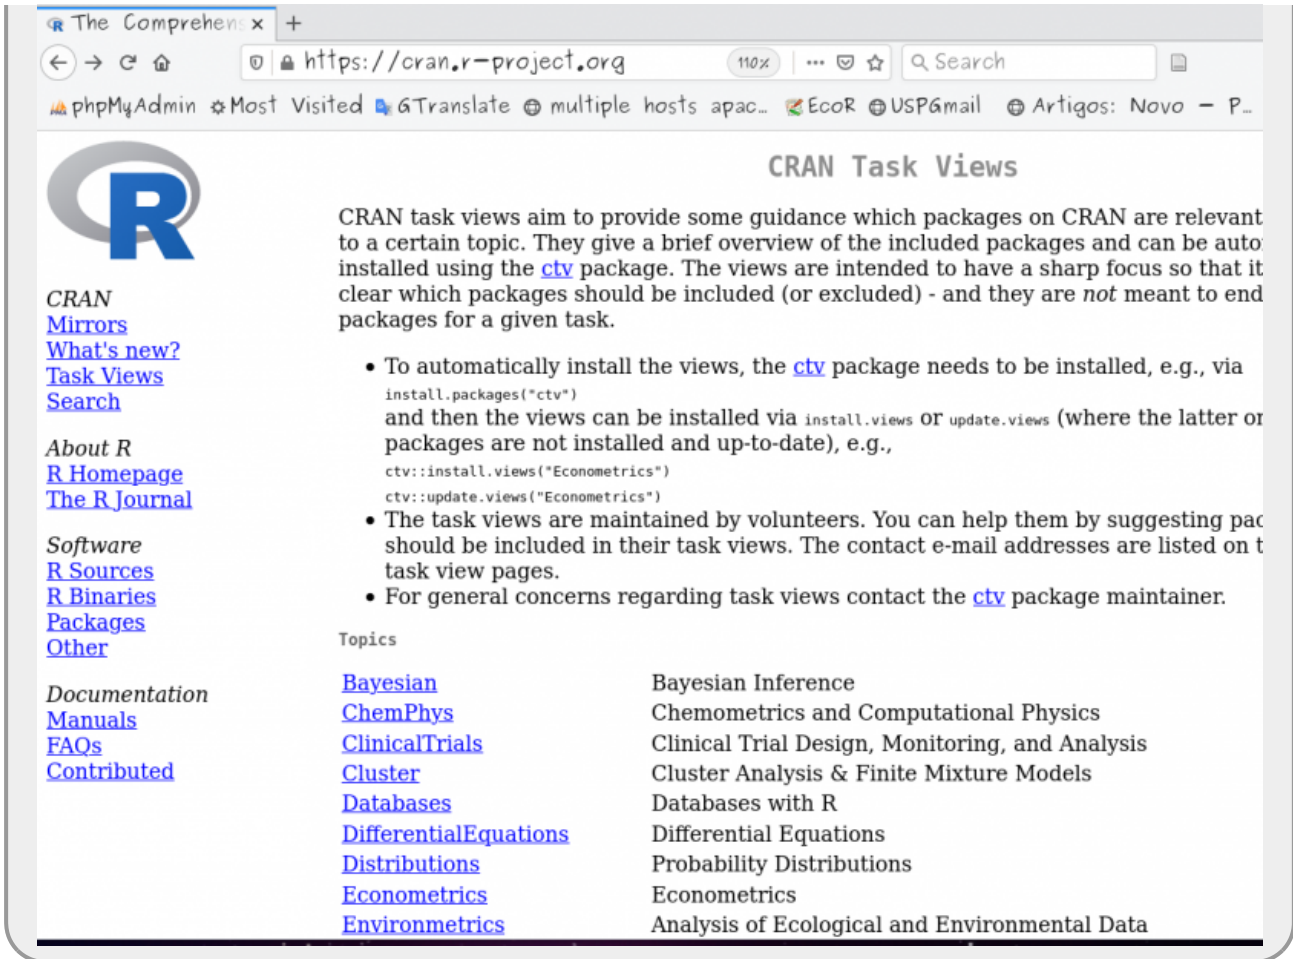 The Comprehens × +
https://cran.r-project.org 110% ... Search
phpMyAdmin Most Visited GTranslate multiple hosts apac… EcoR USPGmail Artigos: Novo – P…
R
CRAN
Mirrors
What's new?
Task Views
Search
About R
R Homepage
The R Journal
Software
R Sources
R Binaries
Packages
Other
Documentation
Manuals
FAQs
Contributed
CRAN Task Views
CRAN task views aim to provide some guidance which packages on CRAN are relevant
to a certain topic. They give a brief overview of the included packages and can be auto
installed using the ctv package. The views are intended to have a sharp focus so that it
clear which packages should be included (or excluded) - and they are not meant to end
packages for a given task.
• To automatically install the views, the ctv package needs to be installed, e.g., via
install.packages("ctv")
and then the views can be installed via install.views or update.views (where the latter or
packages are not installed and up-to-date), e.g.,
ctv::install.views("Econometrics")
ctv::update.views("Econometrics")
• The task views are maintained by volunteers. You can help them by suggesting pac
should be included in their task views. The contact e-mail addresses are listed on t
task view pages.
• For general concerns regarding task views contact the ctv package maintainer.
Topics
Bayesian Bayesian Inference
ChemPhys Chemometrics and Computational Physics
ClinicalTrials Clinical Trial Design, Monitoring, and Analysis
Cluster Cluster Analysis & Finite Mixture Models
Databases Databases with R
DifferentialEquations Differential Equations
Distributions Probability Distributions
Econometrics Econometrics
Environmetrics Analysis of Ecological and Environmental Data